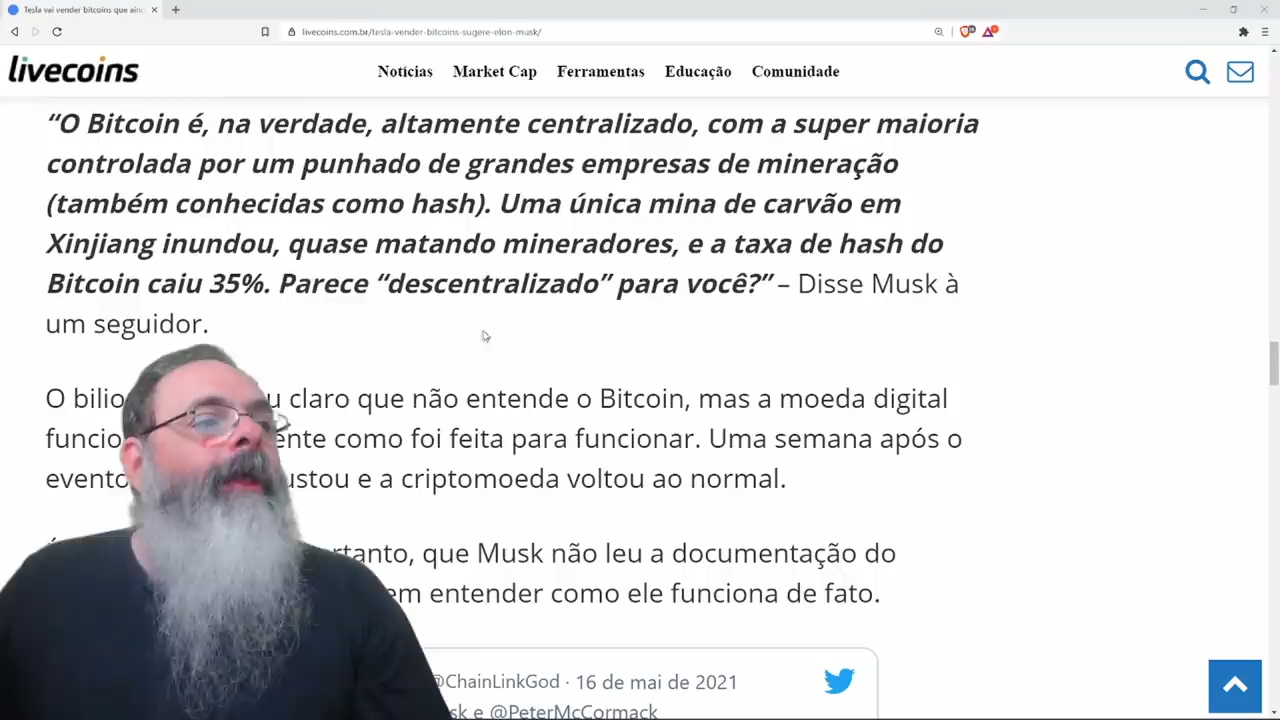 Tesla vai vender bitcoins que
livecoins.com.br/tesla-vender-bitcoins-sugere-elon-musk/
livecoins
Notícias Market Cap Ferramentas Educação Comunidade
“O Bitcoin é, na verdade, altamente centralizado, com a super maioria
controlada por um punhado de grandes empresas de mineração
(também conhecidas como hash). Uma única mina de carvão em
Xinjiang inundou, quase matando mineradores, e a taxa de hash do
Bitcoin caiu 35%. Parece “descentralizado” para você?” – Disse Musk à
um seguidor.
O claro que não entende o Bitcoin, mas a moeda digital
como foi feita para funcionar. Uma semana após o
evento e a criptomoeda voltou ao normal.
que Musk não leu a documentação do
entender como ele funciona de fato.
@ChainLinkGod · 16 de mai de 2021
e @PeterMcCormack